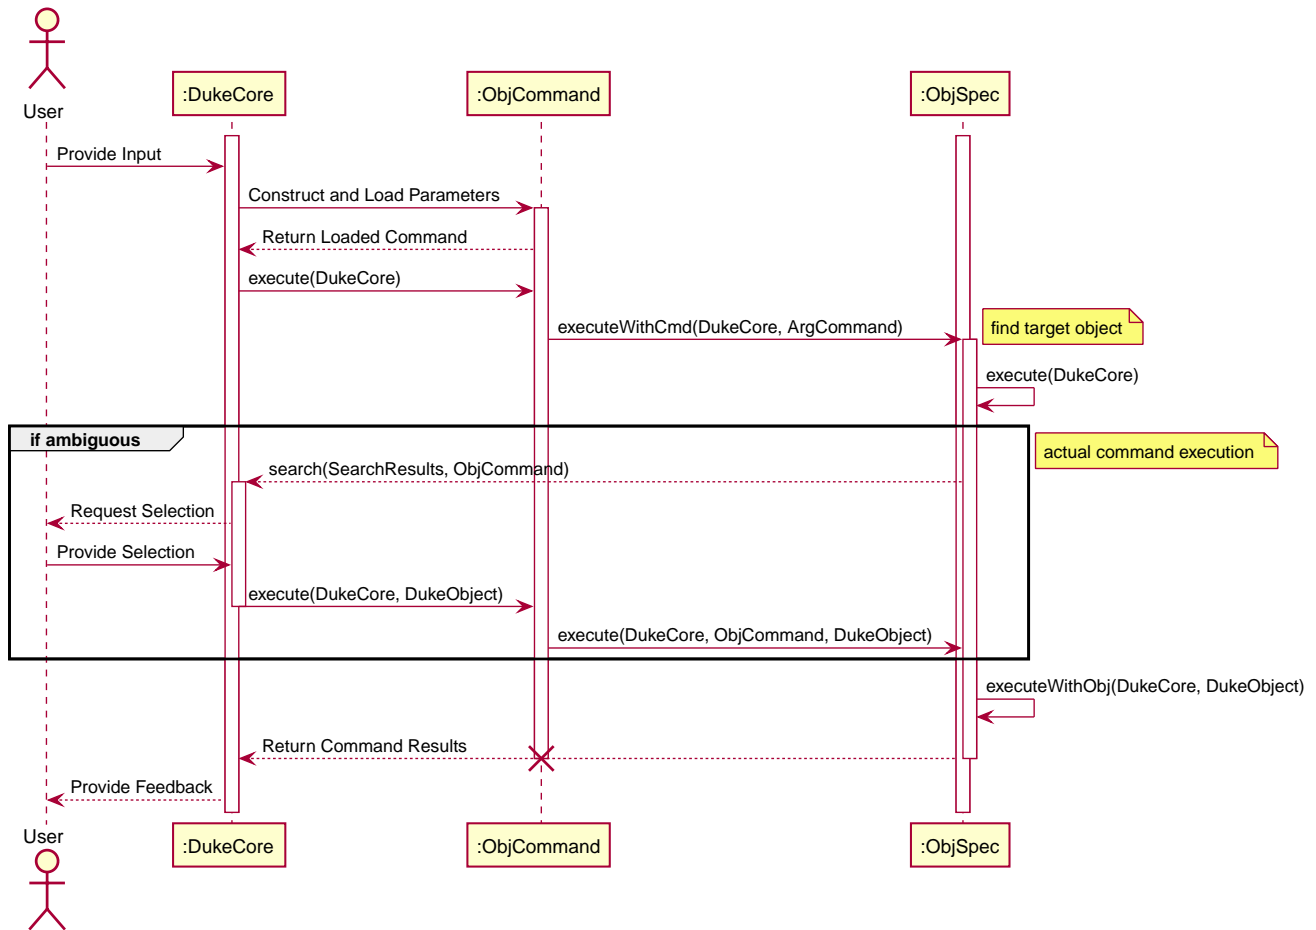 User
:DukeCore
:ObjCommand
:ObjSpec
Provide Input
Construct and Load Parameters
Return Loaded Command
execute(DukeCore)
executeWithCmd(DukeCore, ArgCommand)
find target object
execute(DukeCore)
if ambiguous
actual command execution
search(SearchResults, ObjCommand)
Request Selection
Provide Selection
execute(DukeCore, DukeObject)
execute(DukeCore, ObjCommand, DukeObject)
executeWithObj(DukeCore, DukeObject)
Return Command Results
Provide Feedback
User
:DukeCore
:ObjCommand
:ObjSpec